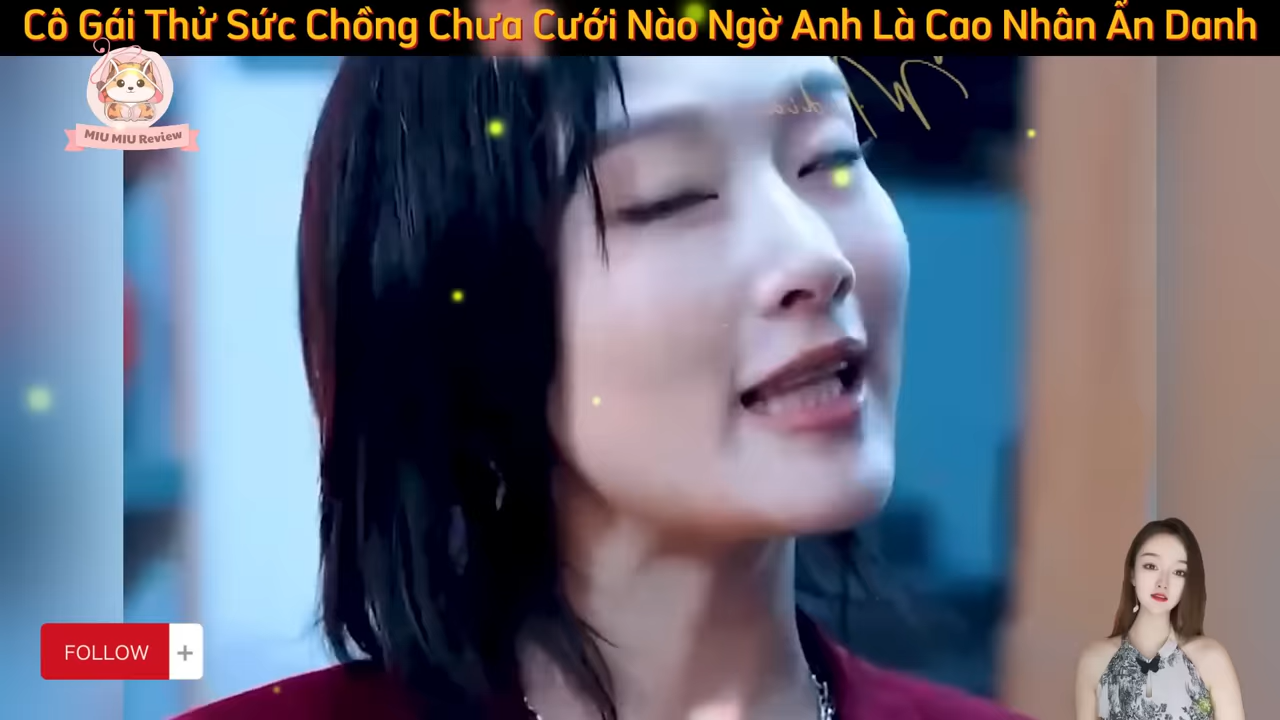 Cô Gái Thử Sức Chồng Chưa Cưới Nào Ngờ Anh Là Cao Nhân Ẩn Danh
MIU MIU Review
FOLLOW +